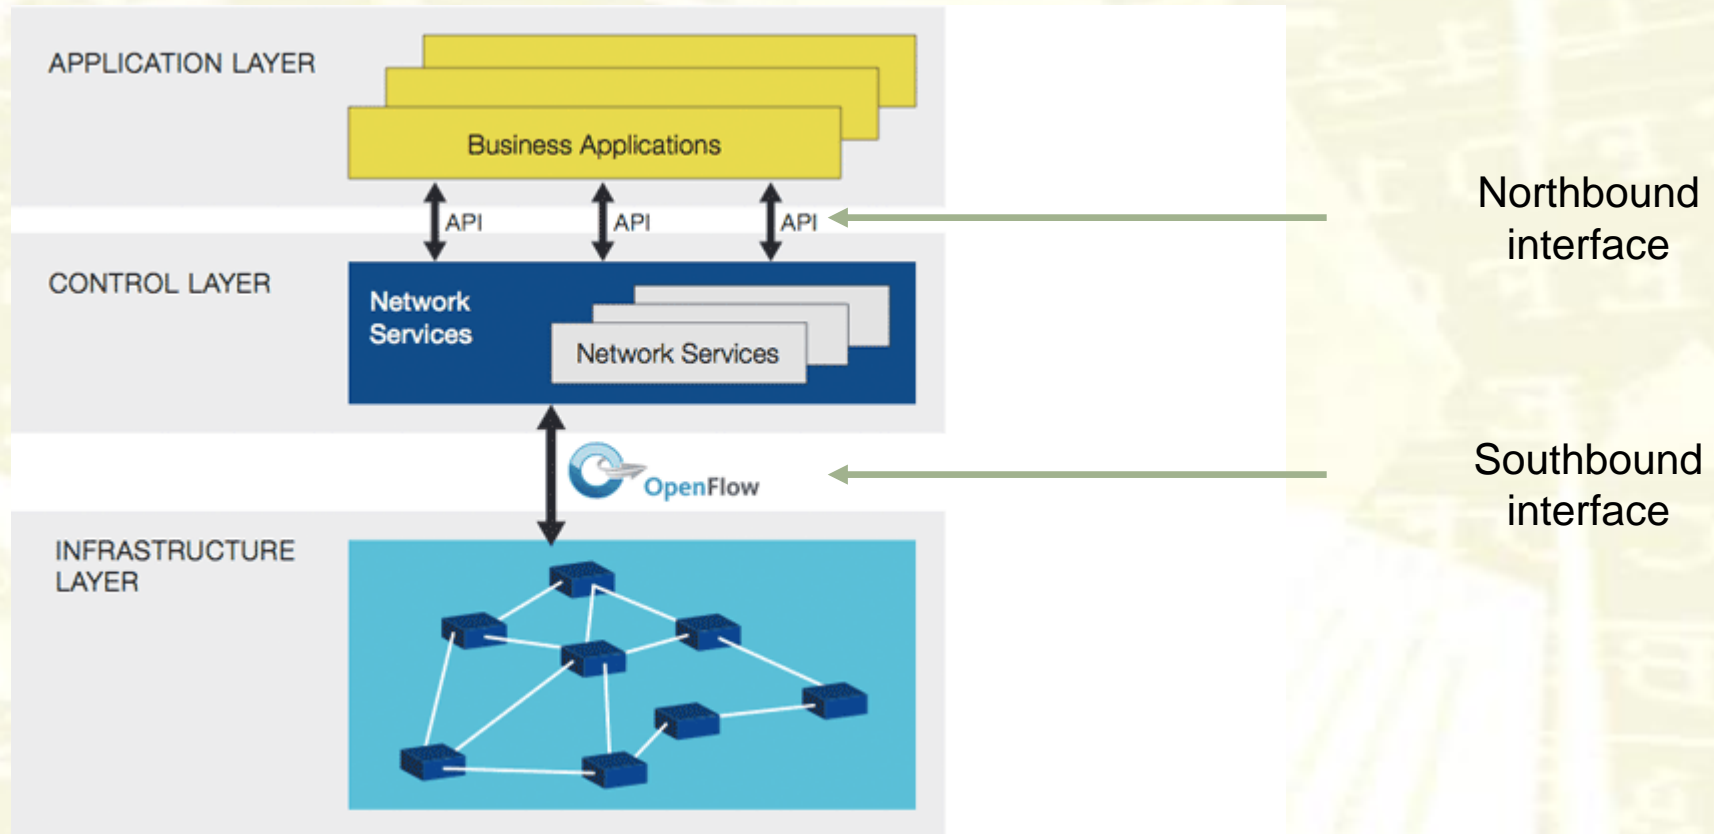 APPLICATION LAYER
Business Applications
API
API
API
Northbound
interface
CONTROL LAYER
Network
Services
Network Services
OpenFlow
Southbound
interface
INFRASTRUCTURE
LAYER